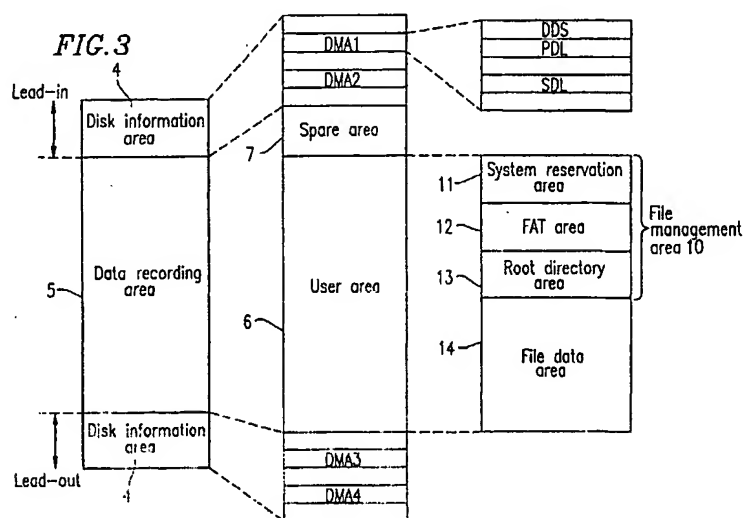 FIG.3
Lead-in
4
Disk information
area
5
Data recording
area
Disk information
area
4
Lead-out
DMA1
DMA2
7
Spare area
6
User area
DMA3
DMA4
DDS
PDL
SDL
11
System reservation
area
12
FAT area
13
Root directory
area
File
management
area 10
14
File data
area